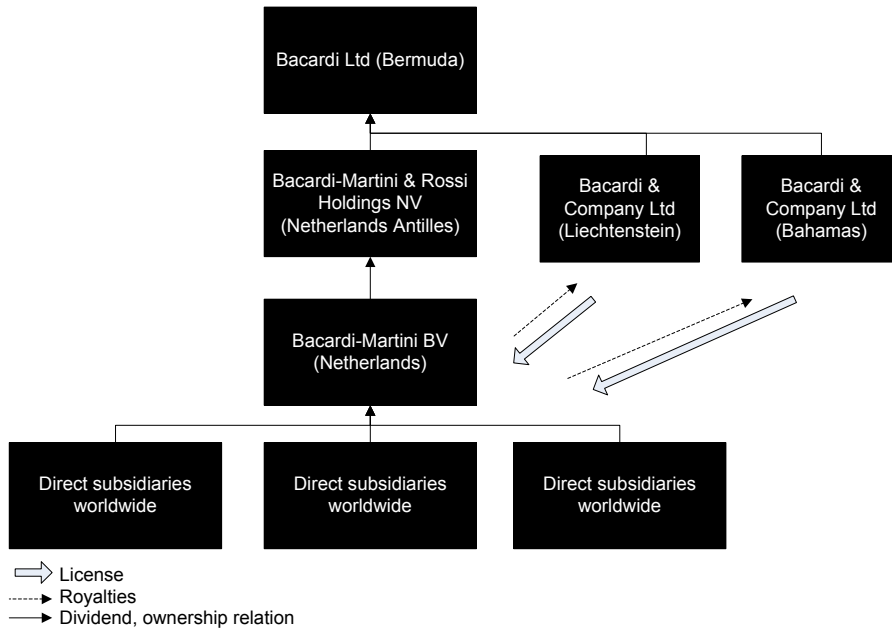 Bacardi Ltd (Bermuda)
Bacardi-Martini & Rossi
Holdings NV
(Netherlands Antilles)
Bacardi &
Company Ltd
(Liechtenstein)
Bacardi &
Company Ltd
(Bahamas)
Bacardi-Martini BV
(Netherlands)
Direct subsidiaries
worldwide
Direct subsidiaries
worldwide
Direct subsidiaries
worldwide
License
Royalties
Dividend, ownership relation